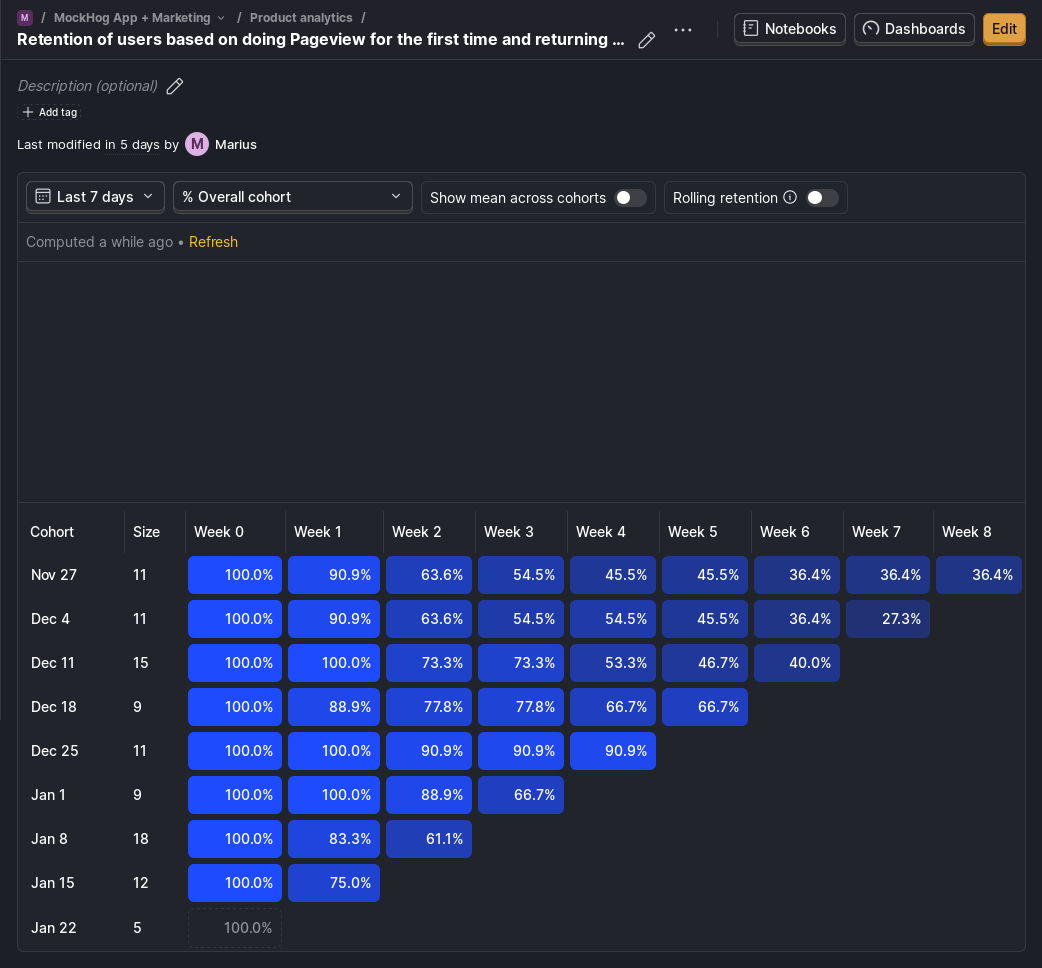 M / MockHog App + Marketing / Product analytics /
Retention of users based on doing Pageview for the first time and returning ...
Notebooks Dashboards Edit
Description (optional)
Add tag
Last modified in 5 days by M Marius
Last 7 days % Overall cohort Show mean across cohorts Rolling retention
Computed a while ago • Refresh
Cohort Size Week 0 Week 1 Week 2 Week 3 Week 4 Week 5 Week 6 Week 7 Week 8
Nov 27 11 100.0% 90.9% 63.6% 54.5% 45.5% 45.5% 36.4% 36.4% 36.4%
Dec 4 11 100.0% 90.9% 63.6% 54.5% 54.5% 45.5% 36.4% 27.3%
Dec 11 15 100.0% 100.0% 73.3% 73.3% 53.3% 46.7% 40.0%
Dec 18 9 100.0% 88.9% 77.8% 77.8% 66.7% 66.7%
Dec 25 11 100.0% 100.0% 90.9% 90.9% 90.9%
Jan 1 9 100.0% 100.0% 88.9% 66.7%
Jan 8 18 100.0% 83.3% 61.1%
Jan 15 12 100.0% 75.0%
Jan 22 5 100.0%